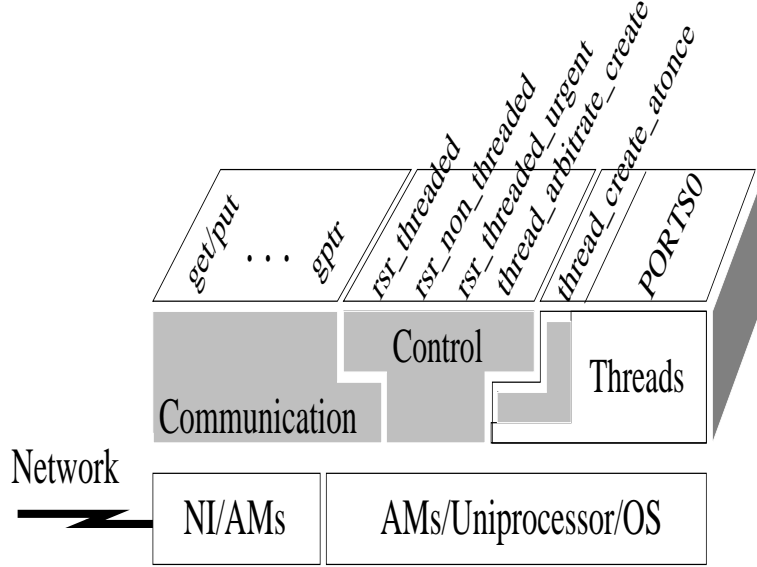 get/put
. . .
gptr
rsr_threaded
rsr_non_threaded
rsr_threaded_urgent
thread_arbitrate_create
thread_create_atonce
PORTS0
Control
Threads
Communication
Network
NI/AMs
AMs/Uniprocessor/OS